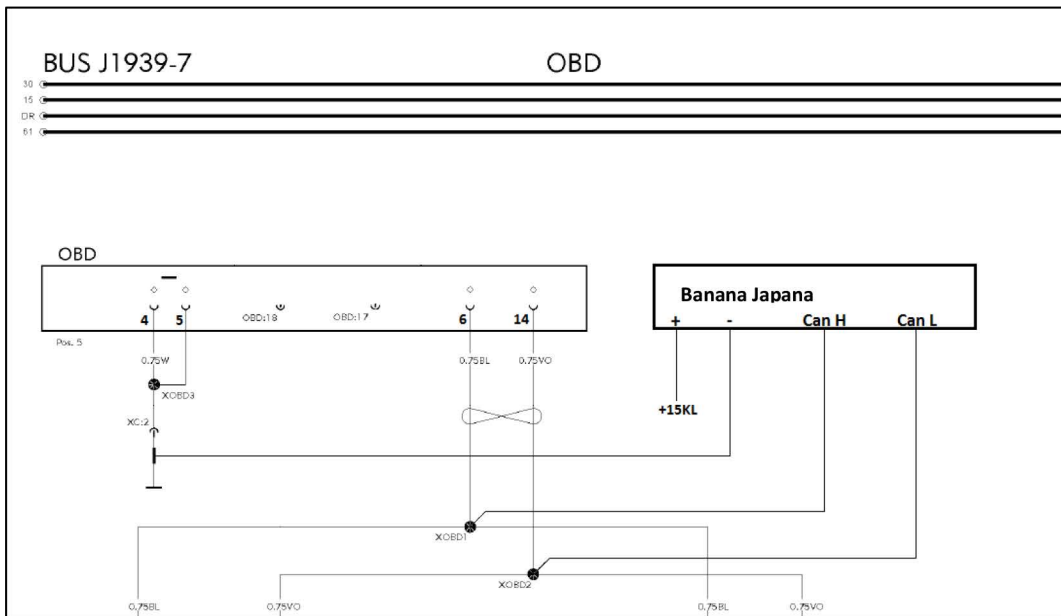 BUS J1939-7 OBD
30
15
DR
61
OBD
Banana Japana
+ - Can H Can L
4 5 OBD:18 OBD:17 6 14
Pos. 5
0.75W 0.75BL 0.75VO
XOBD3
+15KL
XC:2
XOBD1
XOBD2
0.75BL 0.75VO 0.75BL 0.75VO